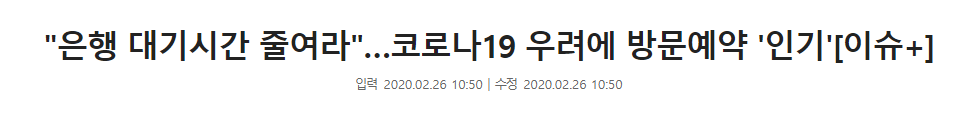 "은행 대기시간 줄여라"…코로나19 우려에 방문예약 '인기'[이슈+]
입력 2020.02.26 10:50 | 수정 2020.02.26 10:50